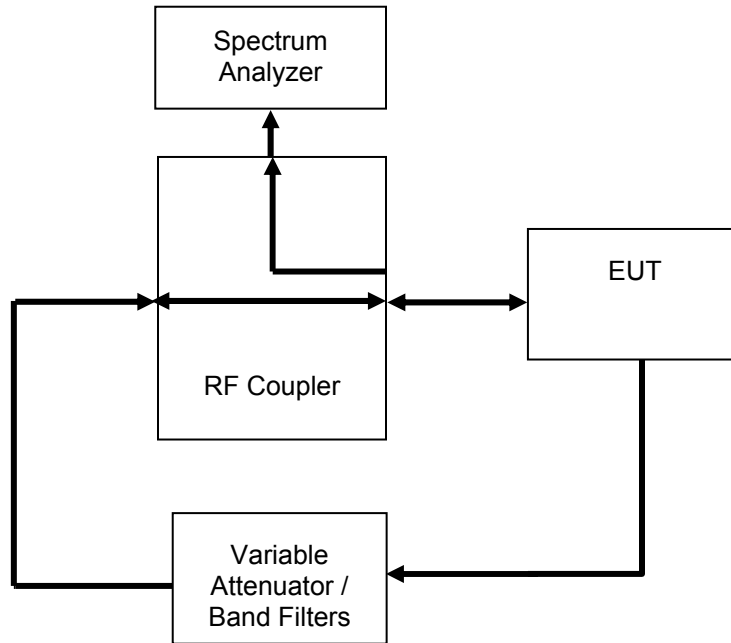 Spectrum
Analyzer
EUT
RF Coupler
Variable
Attenuator /
Band Filters